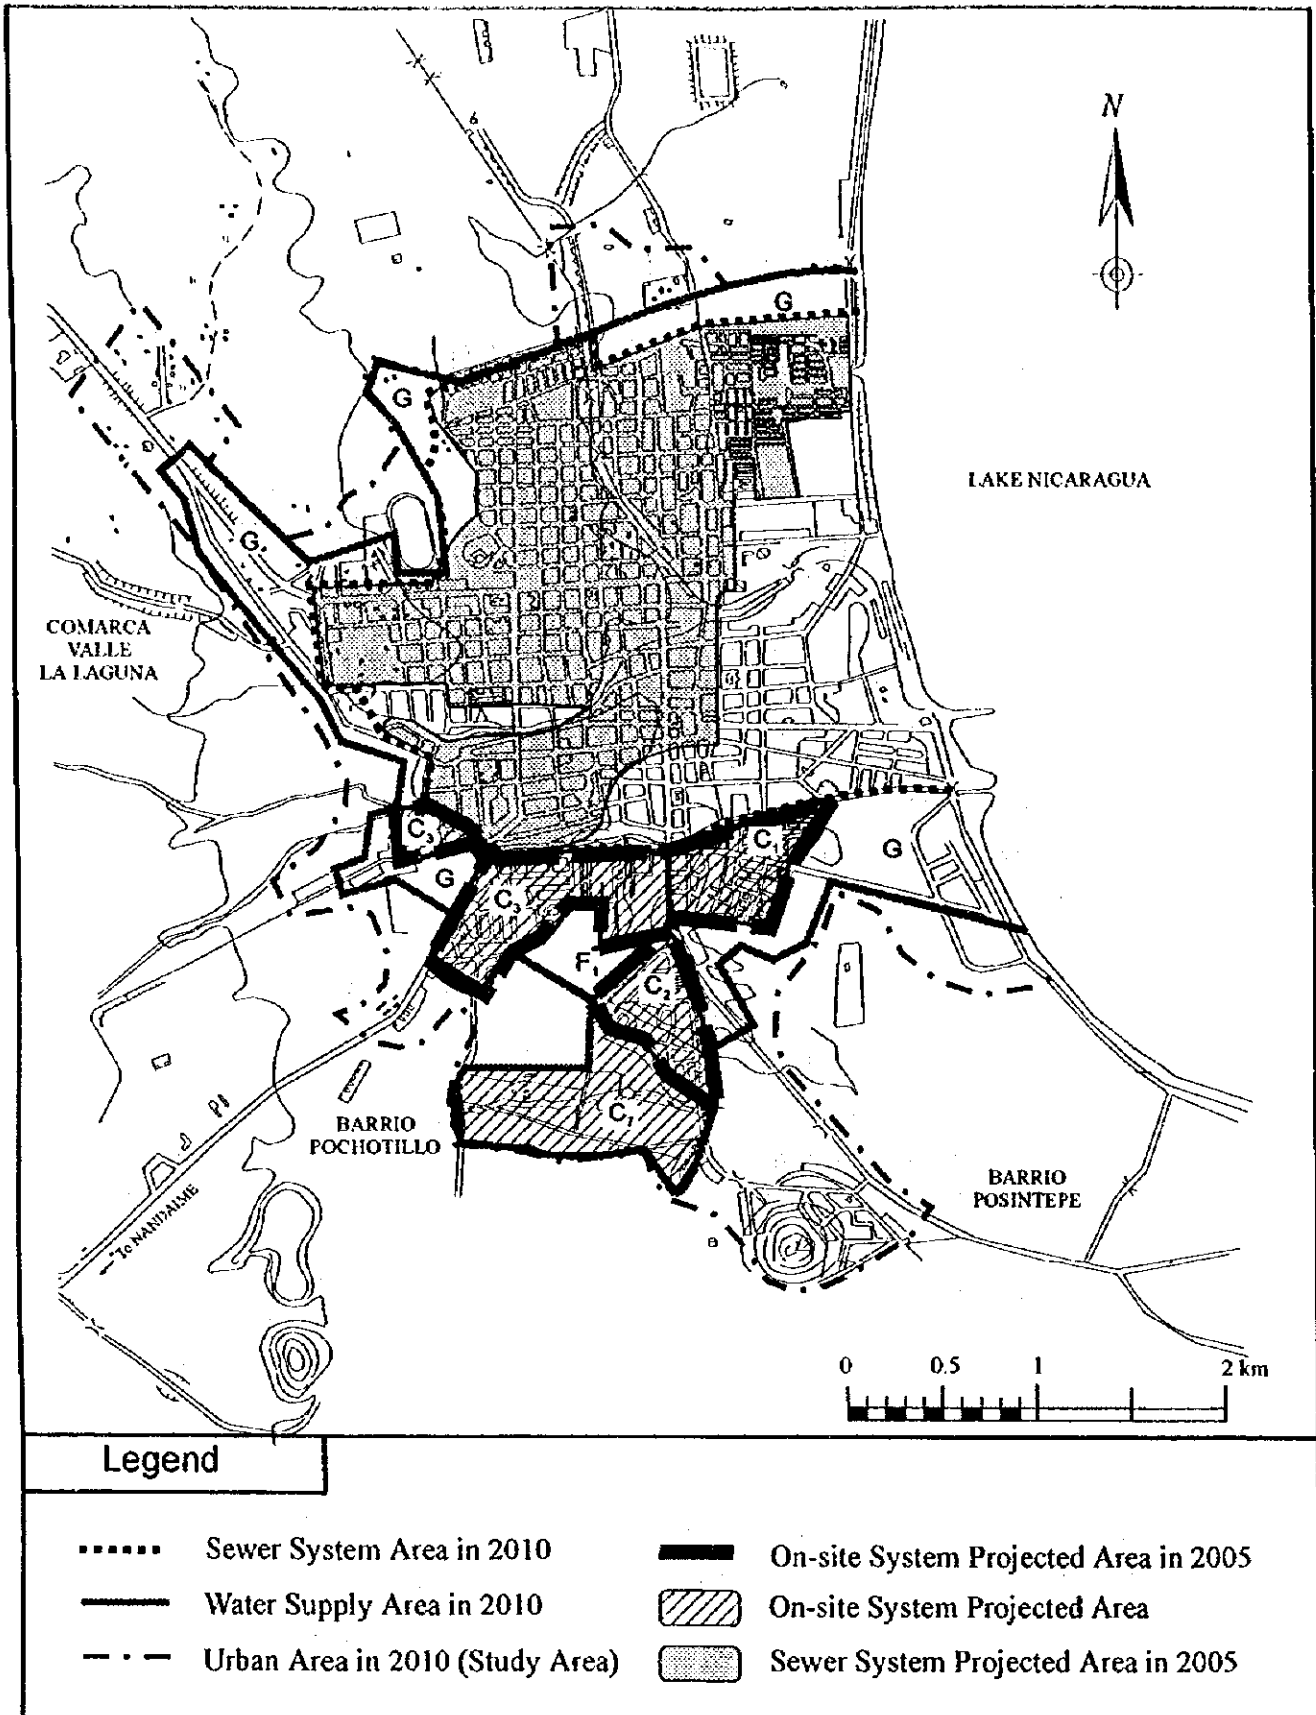 N
6
G
G
LAKE NICARAGUA
G
COMARCA
VALLE
LA LAGUNA
C3
C1
G
G
C3
F
C2
C1
BARRIO
POCHOTILLO
BARRIO
POSINTEPE
To NANDAIME
0 0.5 1 2 km
Legend
Sewer System Area in 2010
On-site System Projected Area in 2005
Water Supply Area in 2010
On-site System Projected Area
Urban Area in 2010 (Study Area)
Sewer System Projected Area in 2005